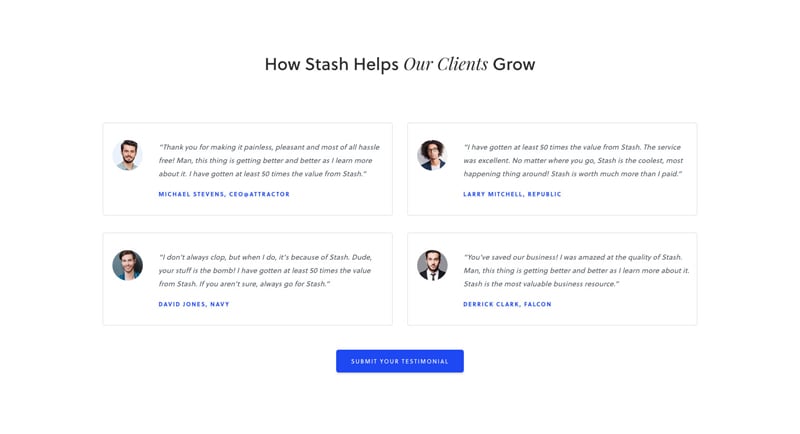 How Stash Helps Our Clients Grow
“Thank you for making it painless, pleasant and most of all hassle
free! Man, this thing is getting better and better as I learn more
about it. I have gotten at least 50 times the value from Stash.”
MICHAEL STEVENS, CEO@ATTRACTOR
“I have gotten at least 50 times the value from Stash. The service
was excellent. No matter where you go, Stash is the coolest, most
happening thing around! Stash is worth much more than I paid.”
LARRY MITCHELL, REPUBLIC
“I don't always clop, but when I do, it's because of Stash. Dude,
your stuff is the bomb! I have gotten at least 50 times the value
from Stash. If you aren't sure, always go for Stash.”
DAVID JONES, NAVY
“You've saved our business! I was amazed at the quality of Stash.
Man, this thing is getting better and better as I learn more about it.
Stash is the most valuable business resource.”
DERRICK CLARK, FALCON
SUBMIT YOUR TESTIMONIAL